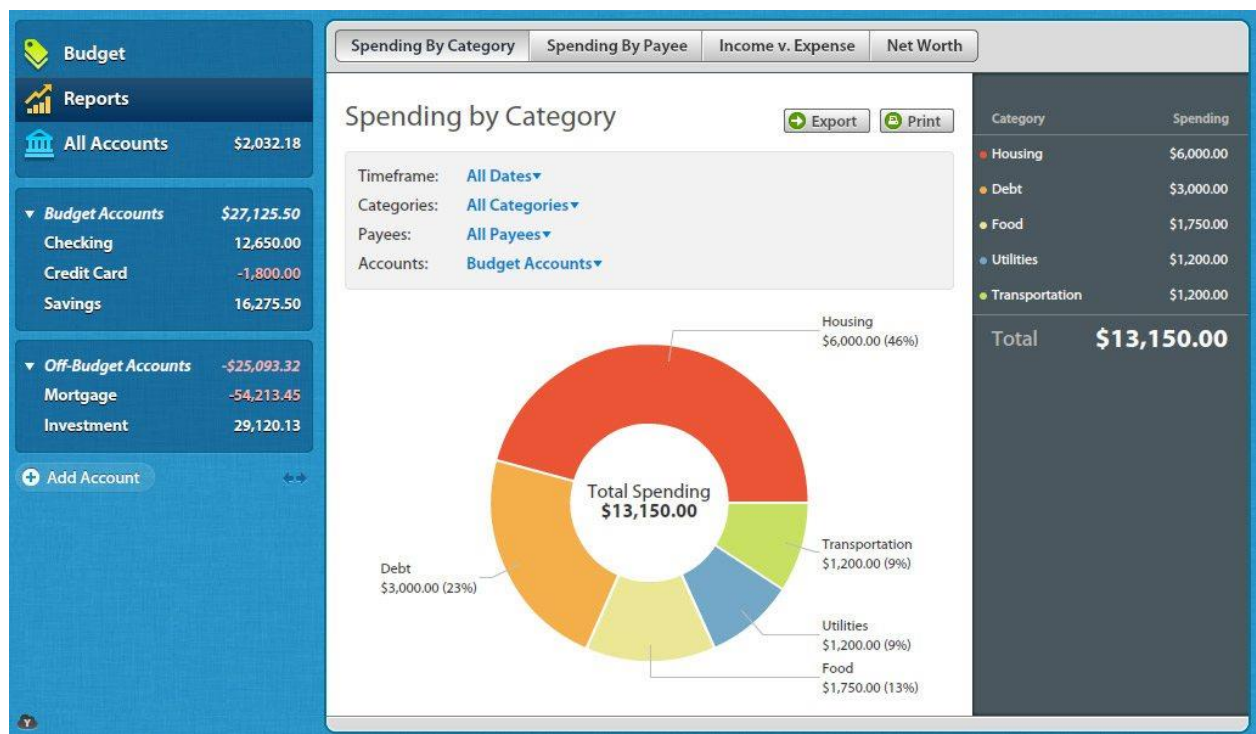 Budget
Reports
All Accounts $2,032.18
Budget Accounts $27,125.50
Checking 12,650.00
Credit Card -1,800.00
Savings 16,275.50
Off-Budget Accounts -$25,093.32
Mortgage -54,213.45
Investment 29,120.13
Add Account
Y
Spending By Category Spending By Payee Income v. Expense Net Worth
Spending by Category
Export Print
Timeframe: All Dates
Categories: All Categories
Payees: All Payees
Accounts: Budget Accounts
Housing
$6,000.00 (46%)
Total Spending
$13,150.00
Transportation
$1,200.00 (9%)
Debt
$3,000.00 (23%)
Utilities
$1,200.00 (9%)
Food
$1,750.00 (13%)
Category Spending
Housing $6,000.00
Debt $3,000.00
Food $1,750.00
Utilities $1,200.00
Transportation $1,200.00
Total $13,150.00